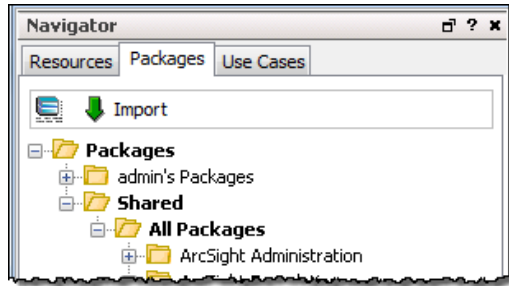 Navigator ?
Resources Packages Use Cases
Import
Packages
admin's Packages
Shared
All Packages
ArcSight Administration